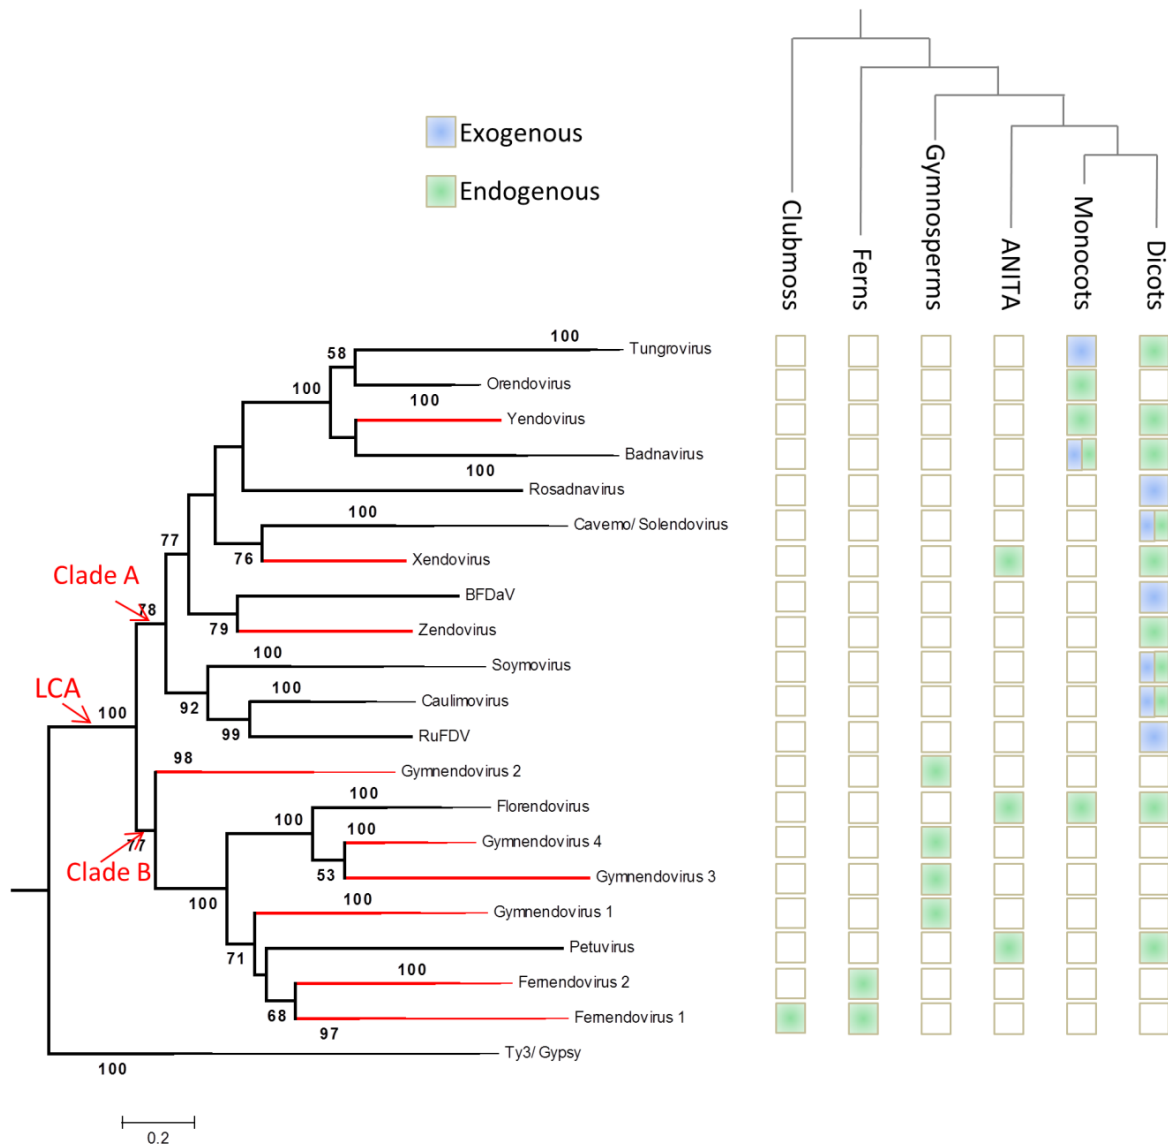 Exogenous
Endogenous
Clubmoss
Ferns
Gymnosperms
ANITA
Monocots
Dicots
100
Tungrovirus
58
Orendovirus
100
100
Yendovirus
Badnavirus
100
Rosadnavirus
100
Cavemo/ Solendovirus
77
76
Xendovirus
Clade A
BFDaV
78
79
Zendovirus
100
Soymovirus
LCA
100
Caulimovirus
92
100
99
RuFDV
98
Gymnendovirus 2
100
Florendovirus
100
100
Gymnendovirus 4
77
Clade B
53
Gymnendovirus 3
100
100
Gymnendovirus 1
71
Petuvirus
100
Fernendovirus 2
68
Fernendovirus 1
97
Ty3/ Gypsy
100
0.2